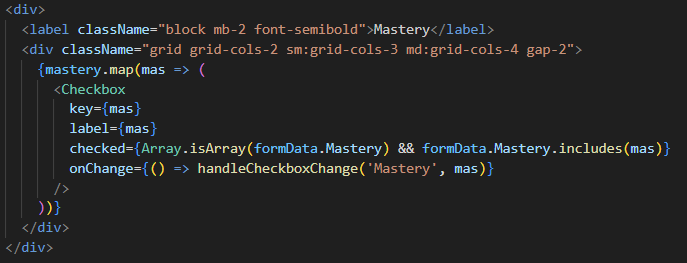 <div>
<label className="block mb-2 font-semibold">Mastery</label>
<div className="grid grid-cols-2 sm:grid-cols-3 md:grid-cols-4 gap-2">
{mastery.map(mas => (
<Checkbox
key={mas}
label={mas}
checked={Array.isArray(formData.Mastery) && formData.Mastery.includes(mas)}
onChange={() => handleCheckboxChange('Mastery', mas)}
/>
))}
</div>
</div>